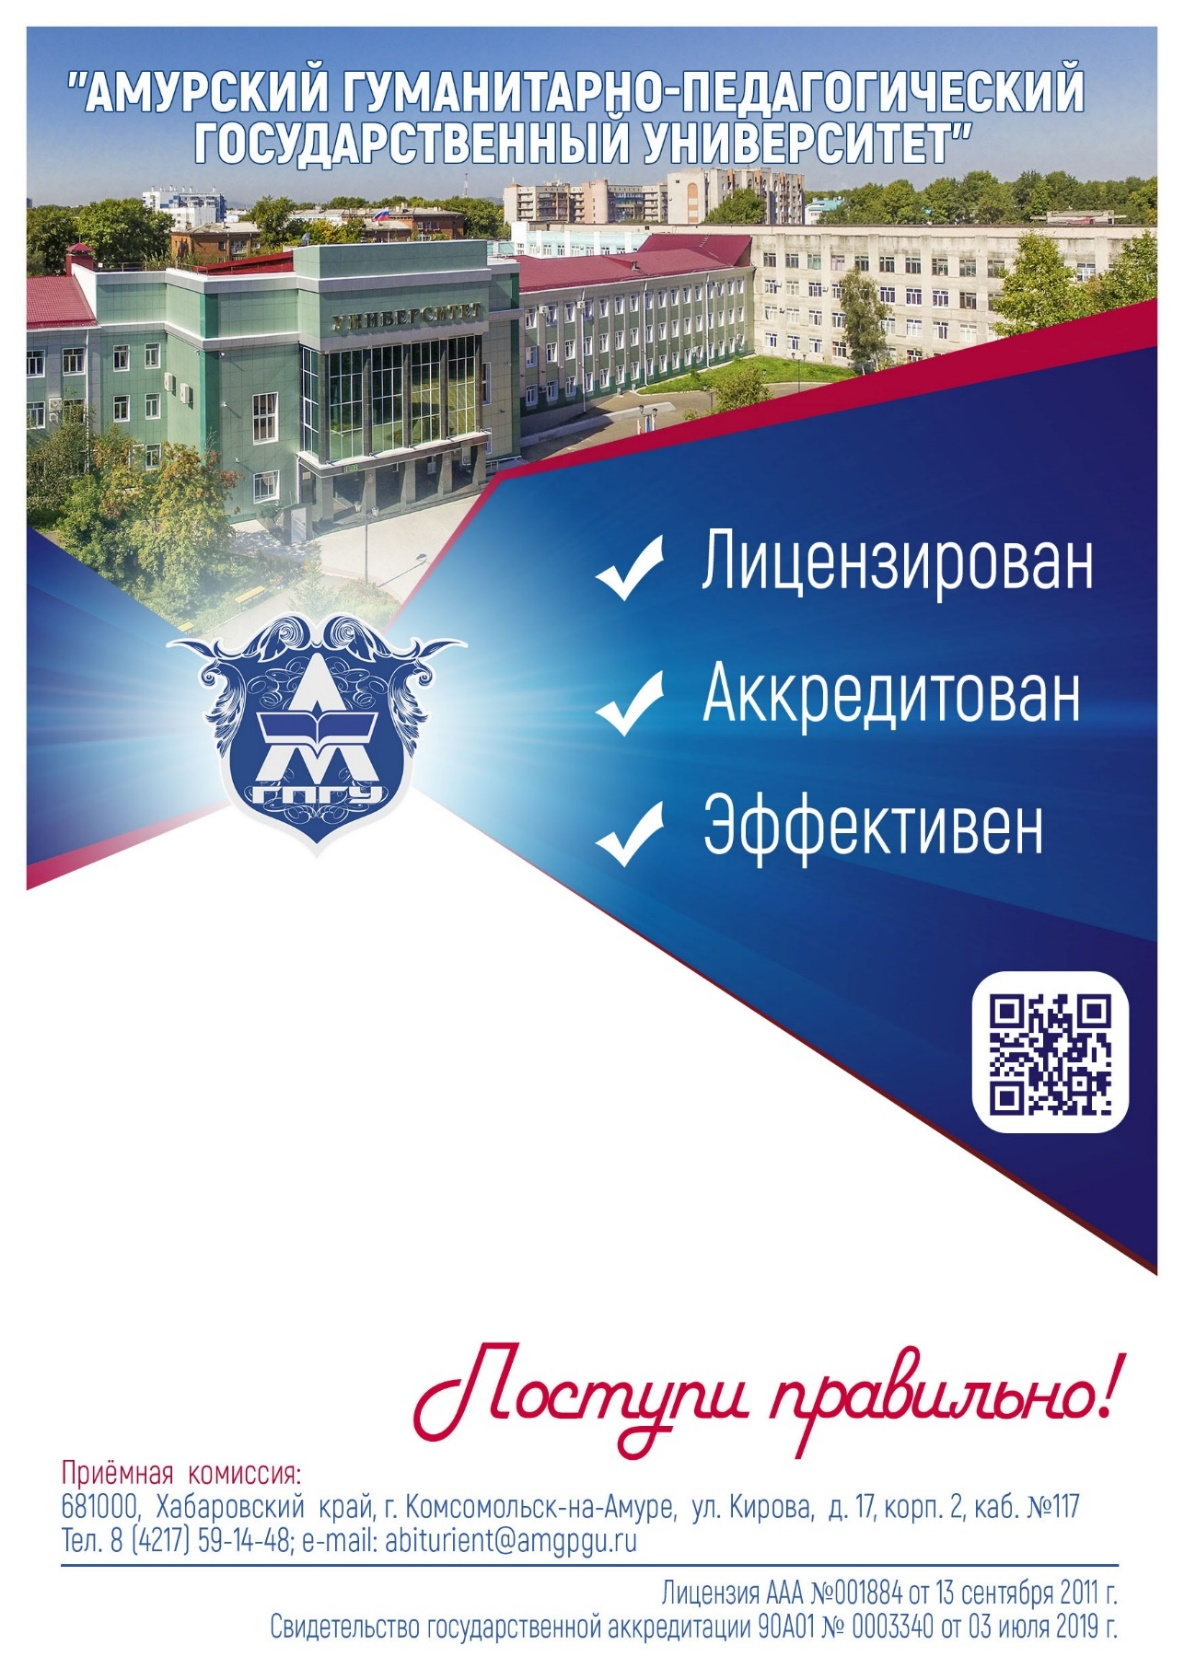 "АМУРСКИЙ ГУМАНИТАРНО-ПЕДАГОГИЧЕСКИЙ
ГОСУДАРСТВЕННЫЙ УНИВЕРСИТЕТ"
УНИВЕРСИТЕТ
Лицензирован
Аккредитован
Эффективен
АМ
ГПГУ
Поступи правильно!
Приёмная комиссия:
681000, Хабаровский край, г. Комсомольск-на-Амуре, ул. Кирова, д. 17, корп. 2, каб. №117
Тел. 8 (4217) 59-14-48; e-mail: abiturient@amgpgu.ru
Лицензия ААА №001884 от 13 сентября 2011 г.
Свидетельство государственной аккредитации 90А01 № 0003340 от 03 июля 2019 г.